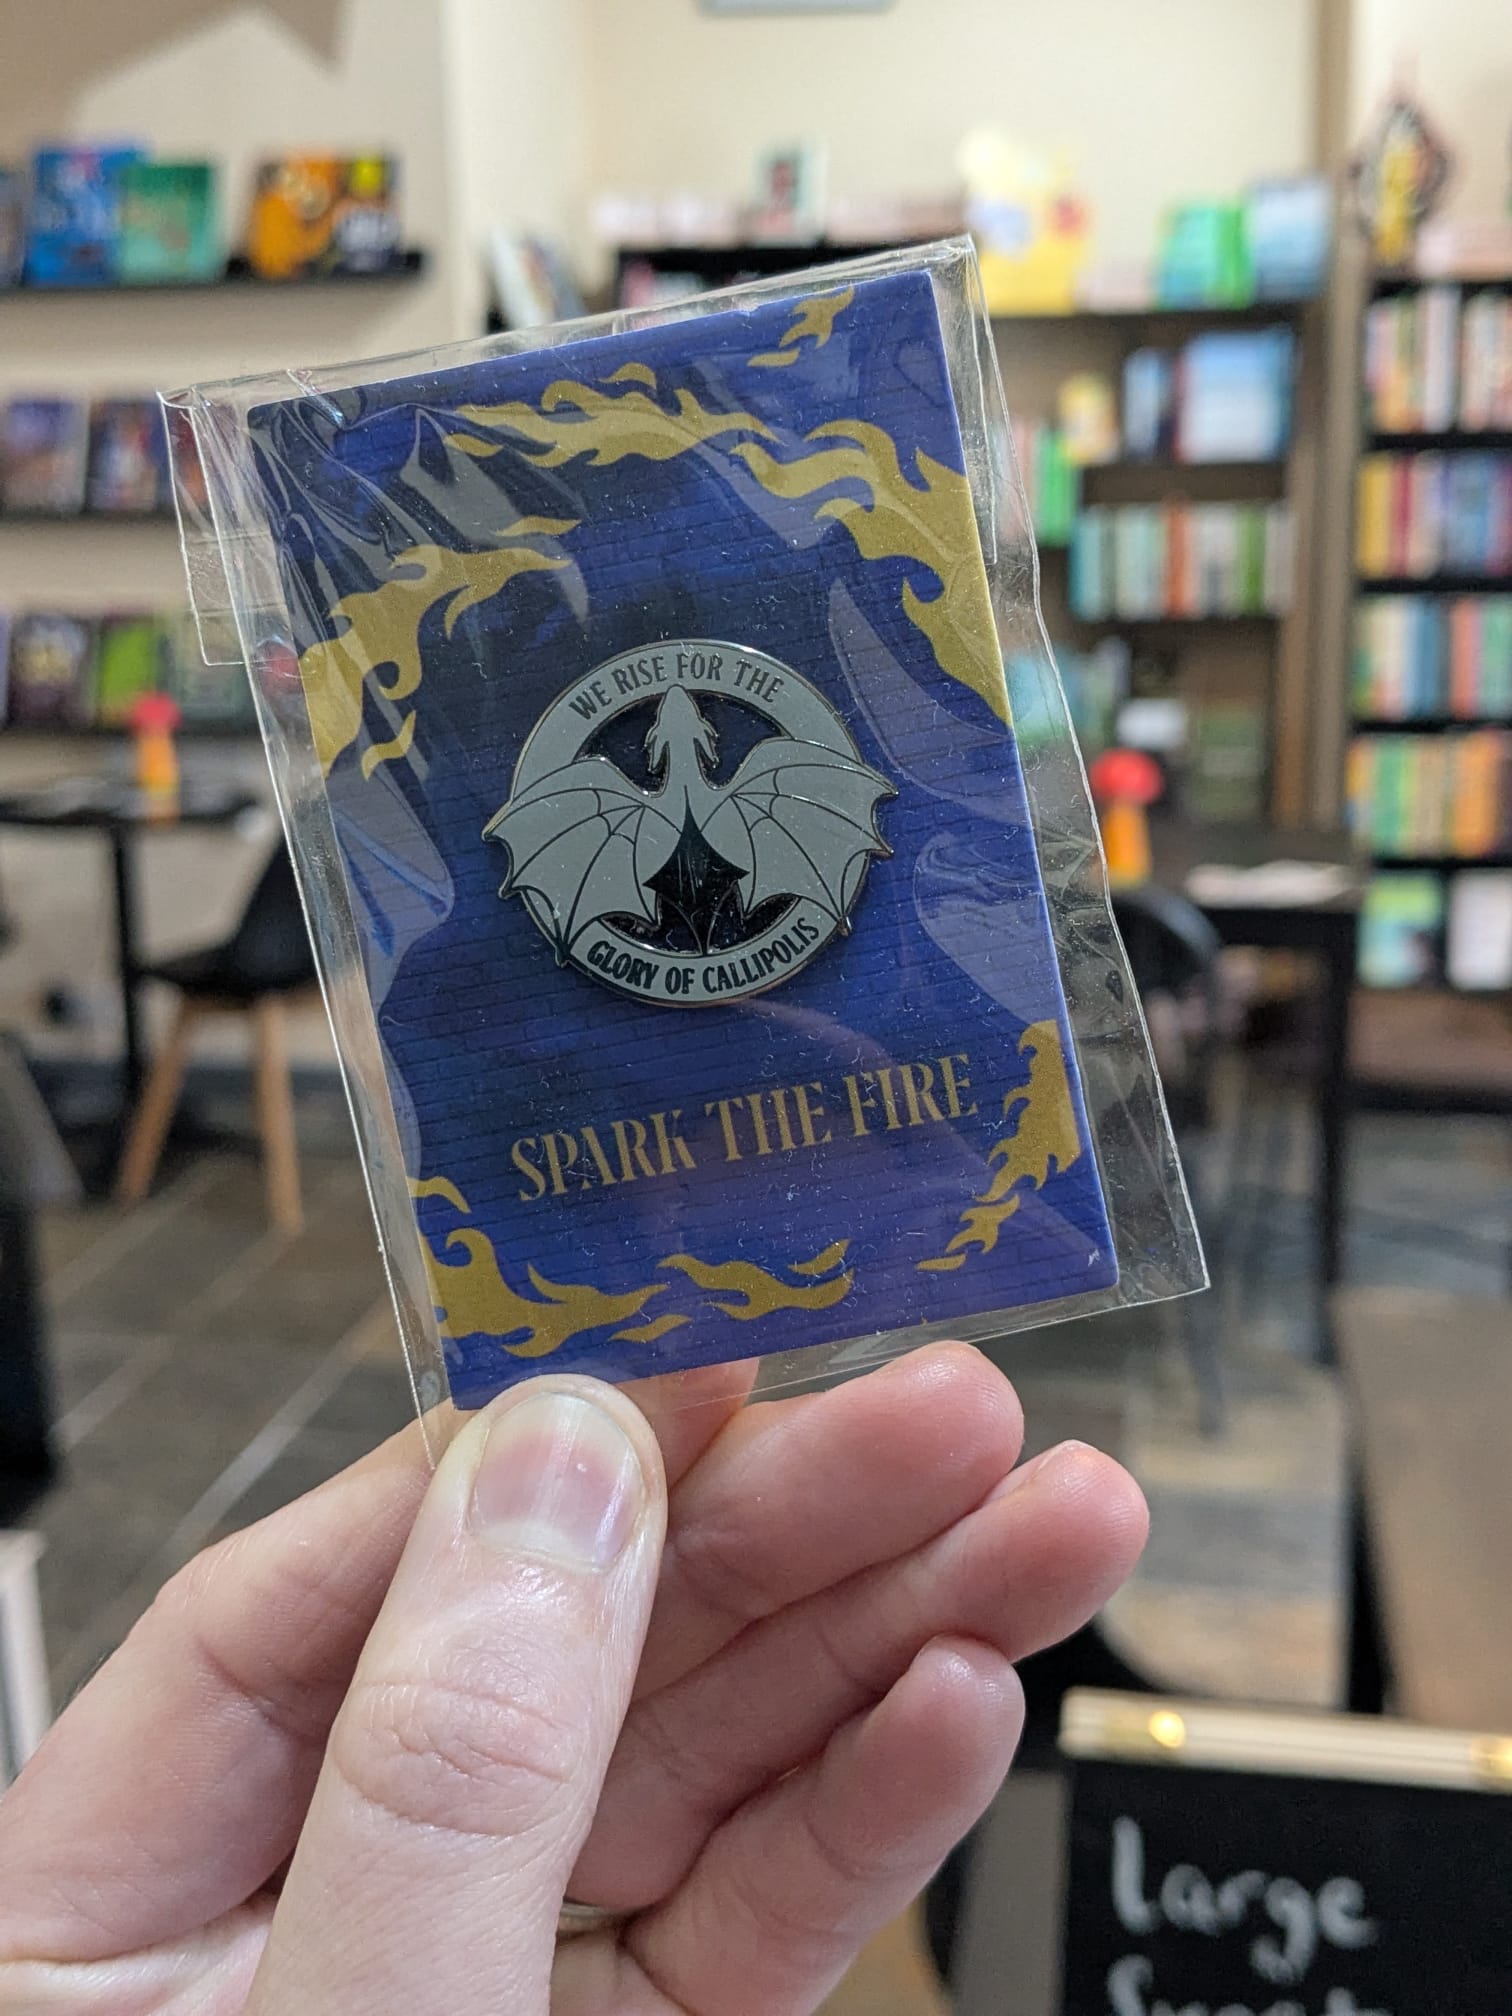 WE RISE FOR THE
GLORY OF CALLIPOLIS
SPARK THE FIRE
Large